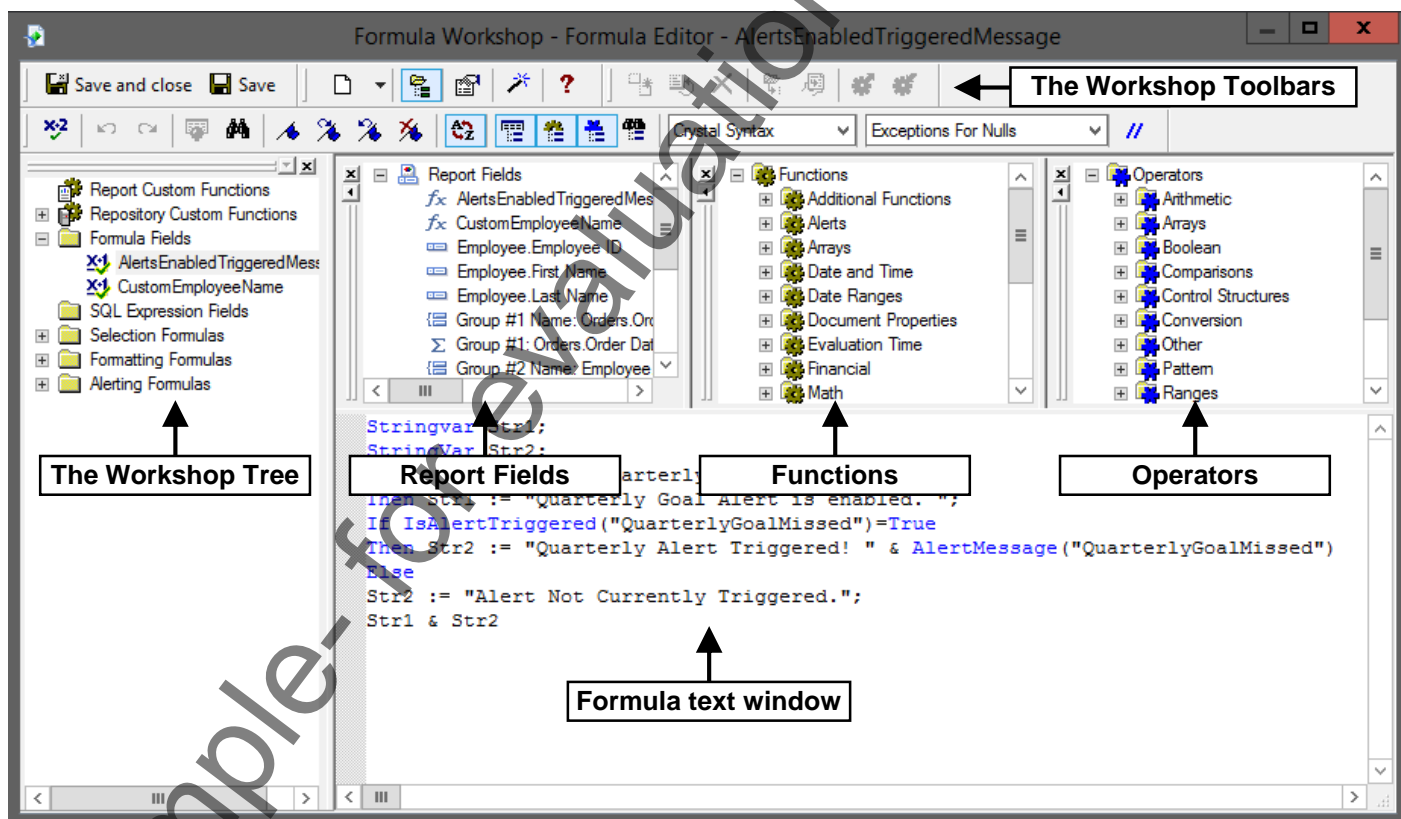 Formula Workshop - Formula Editor - AlertsEnabledTriggeredMessage
Save and close Save
The Workshop Toolbars
Crystal Syntax Exceptions For Nulls //
Report Custom Functions
Repository Custom Functions
Formula Fields
AlertsEnabledTriggeredMess
CustomEmployeeName
SQL Expression Fields
Selection Formulas
Formatting Formulas
Alerting Formulas
The Workshop Tree
Report Fields
AlertsEnabledTriggeredMes
CustomEmployeeName
Employee.Employee ID
Employee.First Name
Employee.Last Name
Group #1 Name: Orders.Or
Group #1: Orders.Order Dat
Group #2 Name: Employee
Report Fields
Functions
Additional Functions
Alerts
Arrays
Date and Time
Date Ranges
Document Properties
Evaluation Time
Financial
Math
Functions
Operators
Arithmetic
Arrays
Boolean
Comparisons
Control Structures
Conversion
Other
Pattern
Ranges
Operators
Stringvar Str1;
StringVar Str2;
arterly
Then Str1 := "Quarterly Goal Alert is enabled. ";
If IsAlertTriggered("QuarterlyGoalMissed")=True
Then Str2 := "Quarterly Alert Triggered! " & AlertMessage("QuarterlyGoalMissed")
Else
Str2 := "Alert Not Currently Triggered.";
Str1 & Str2
Formula text window
mple- for evaluation